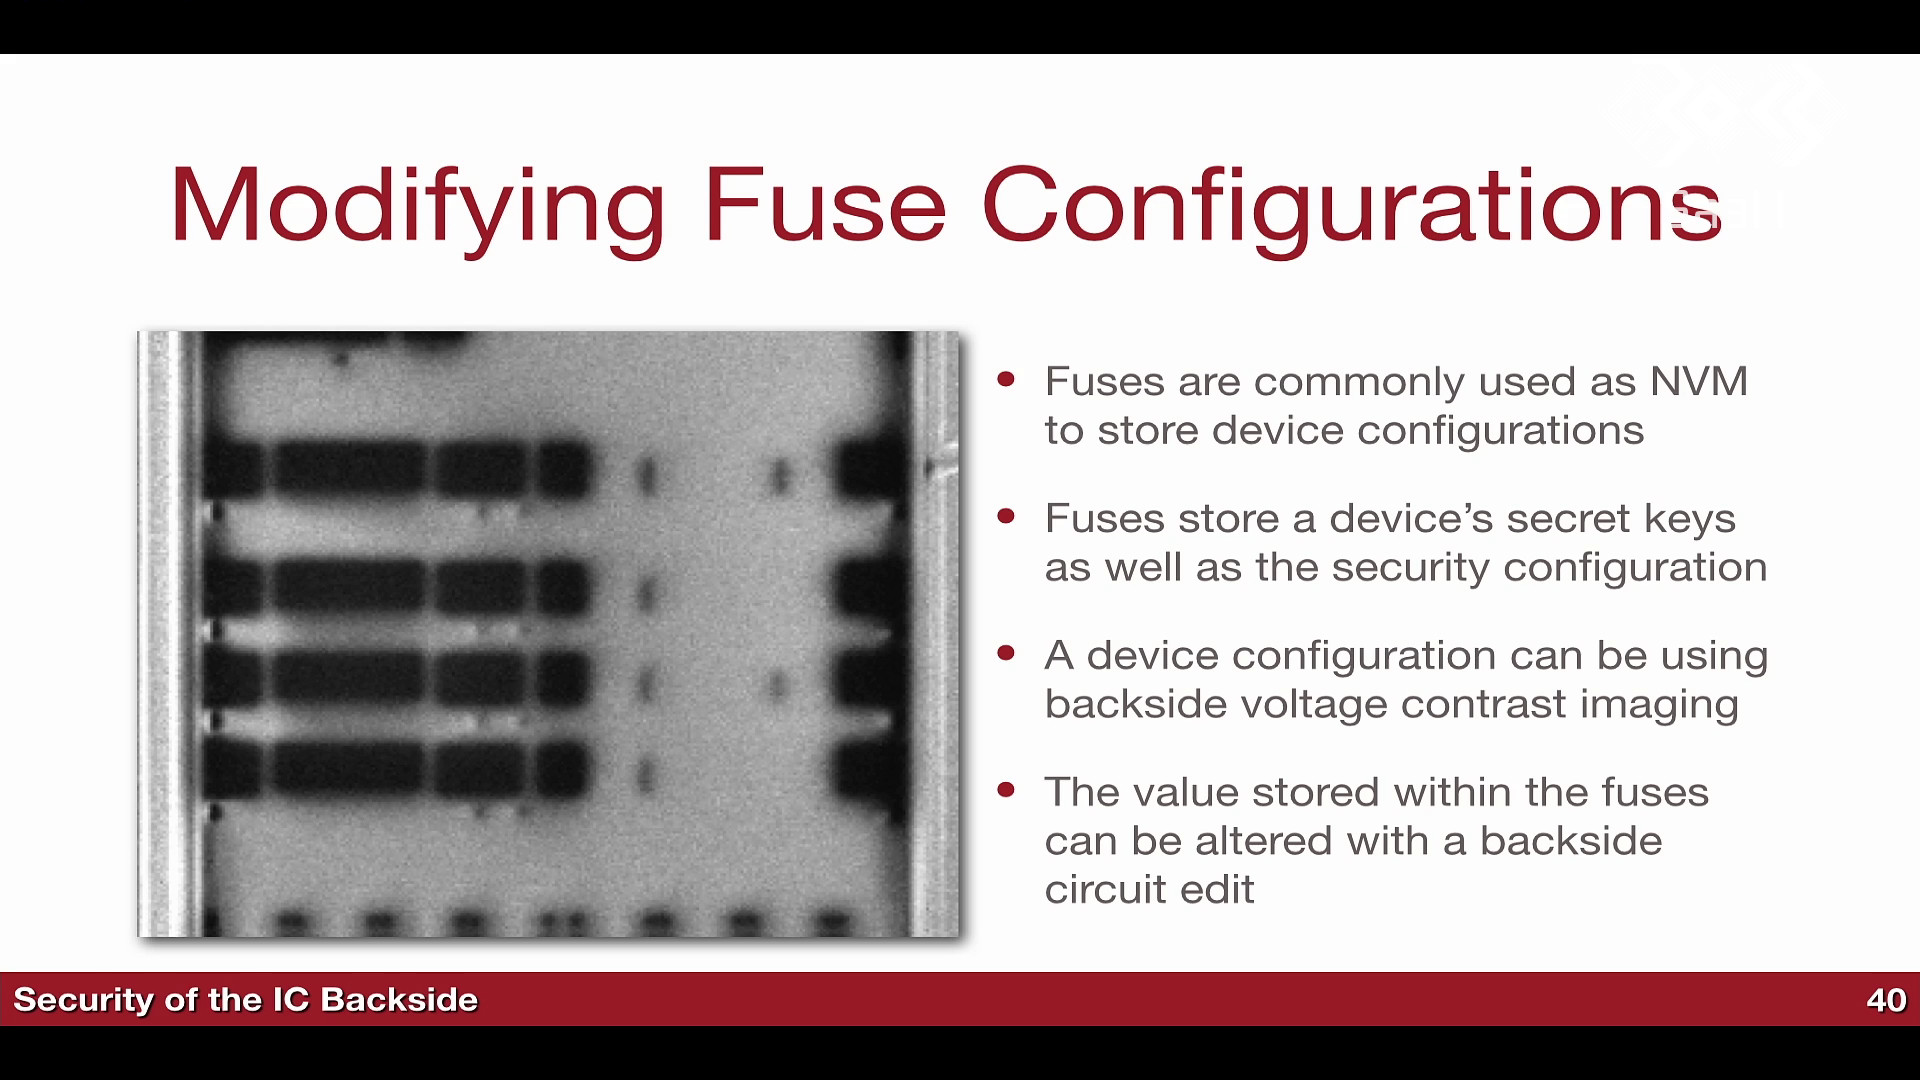 Modifying Fuse Configurations
• Fuses are commonly used as NVM
to store device configurations
• Fuses store a device’s secret keys
as well as the security configuration
• A device configuration can be using
backside voltage contrast imaging
• The value stored within the fuses
can be altered with a backside
circuit edit
Security of the IC Backside
40